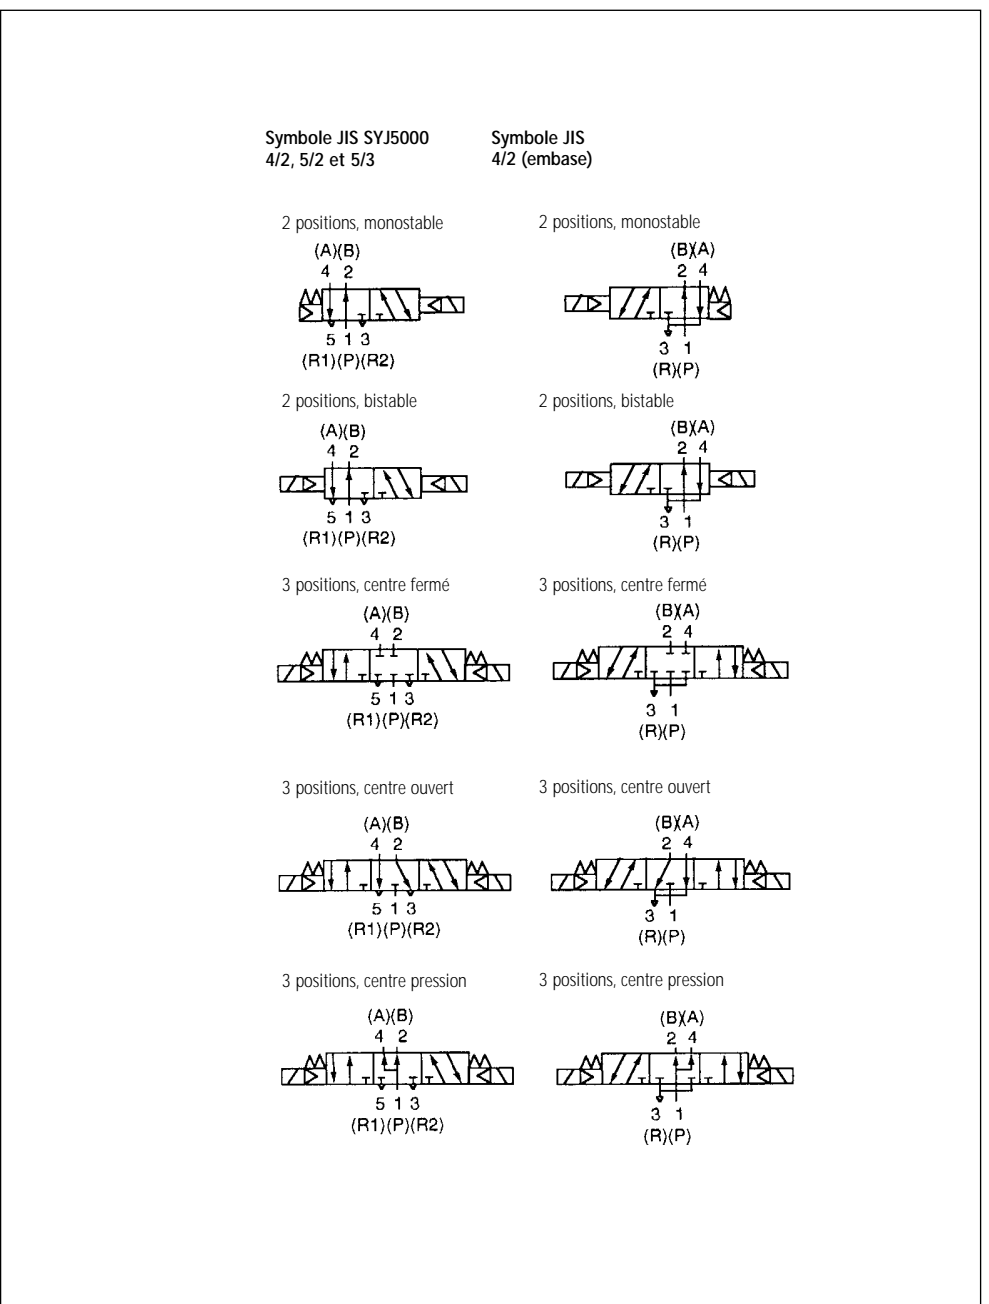 Symbole JIS SYJ5000
4/2, 5/2 et 5/3
Symbole JIS
4/2 (embase)
2 positions, monostable
(A)(B)
4 2
5 1 3
(R1)(P)(R2)
2 positions, monostable
(B)(A)
2 4
3 1
(R)(P)
2 positions, bistable
(A)(B)
4 2
5 1 3
(R1)(P)(R2)
2 positions, bistable
(B)(A)
2 4
3 1
(R)(P)
3 positions, centre fermé
(A)(B)
4 2
5 1 3
(R1)(P)(R2)
3 positions, centre fermé
(B)(A)
2 4
3 1
(R)(P)
3 positions, centre ouvert
(A)(B)
4 2
5 1 3
(R1)(P)(R2)
3 positions, centre ouvert
(B)(A)
2 4
3 1
(R)(P)
3 positions, centre pression
(A)(B)
4 2
5 1 3
(R1)(P)(R2)
3 positions, centre pression
(B)(A)
2 4
3 1
(R)(P)